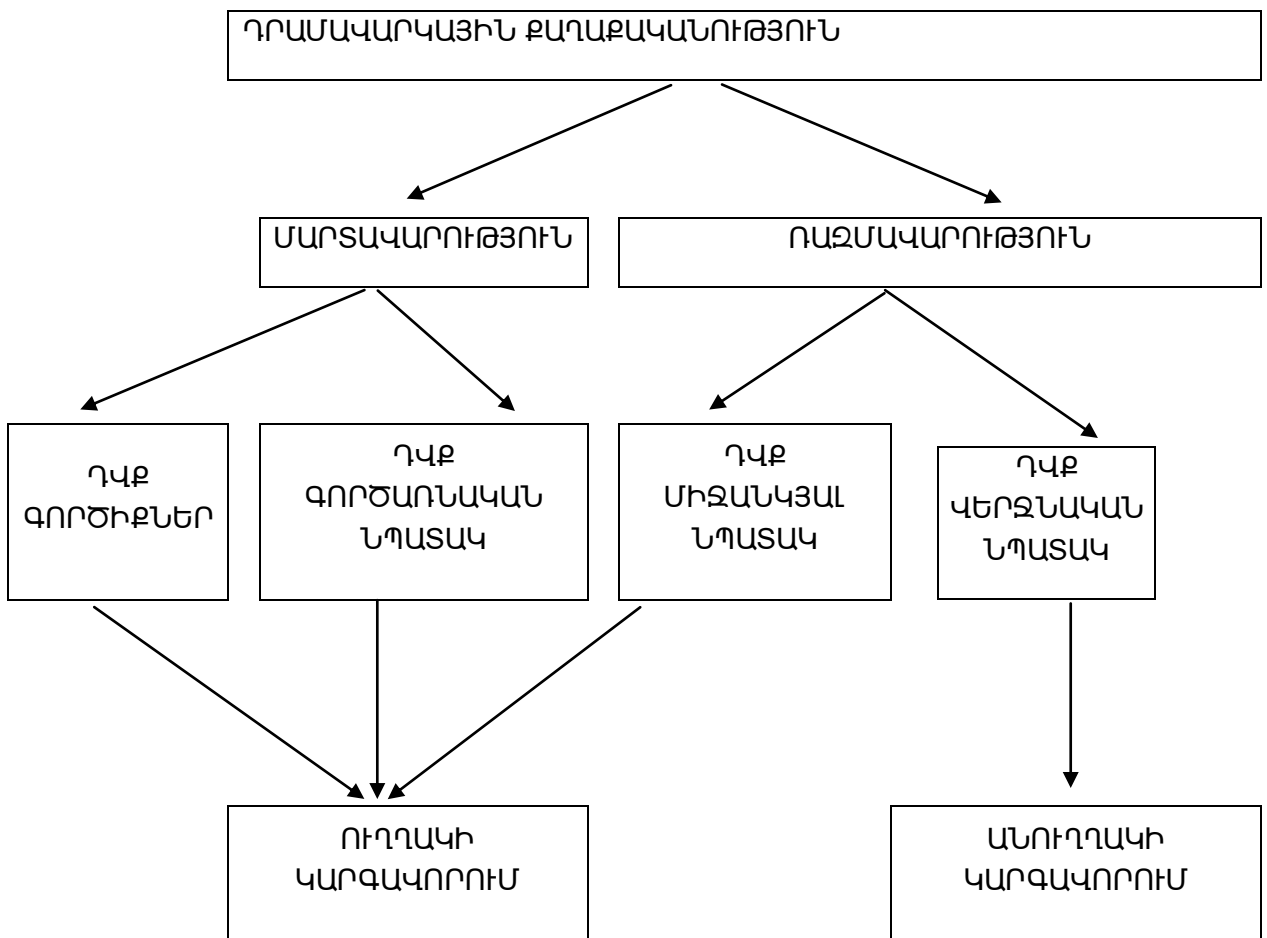 ԴՐԱՄԱՎԱՐԿԱՅԻՆ ՔԱՂԱՔԱԿԱՆՈՒԹՅՈՒՆ
ՄԱՐՏԱՎԱՐՈՒԹՅՈՒՆ
ՌԱԶՄԱՎԱՐՈՒԹՅՈՒՆ
ԴՎՔ
ԳՈՐԾԻՔՆԵՐ
ԴՎՔ
ԳՈՐԾԱՌՆԱԿԱՆ
ՆՊԱՏԱԿ
ԴՎՔ
ՄԻՋԱՆԿՅԱԼ
ՆՊԱՏԱԿ
ԴՎՔ
ՎԵՐՋՆԱԿԱՆ
ՆՊԱՏԱԿ
ՈՒՂՂԱԿԻ
ԿԱՐԳԱՎՈՐՈՒՄ
ԱՆՈՒՂՂԱԿԻ
ԿԱՐԳԱՎՈՐՈՒՄ